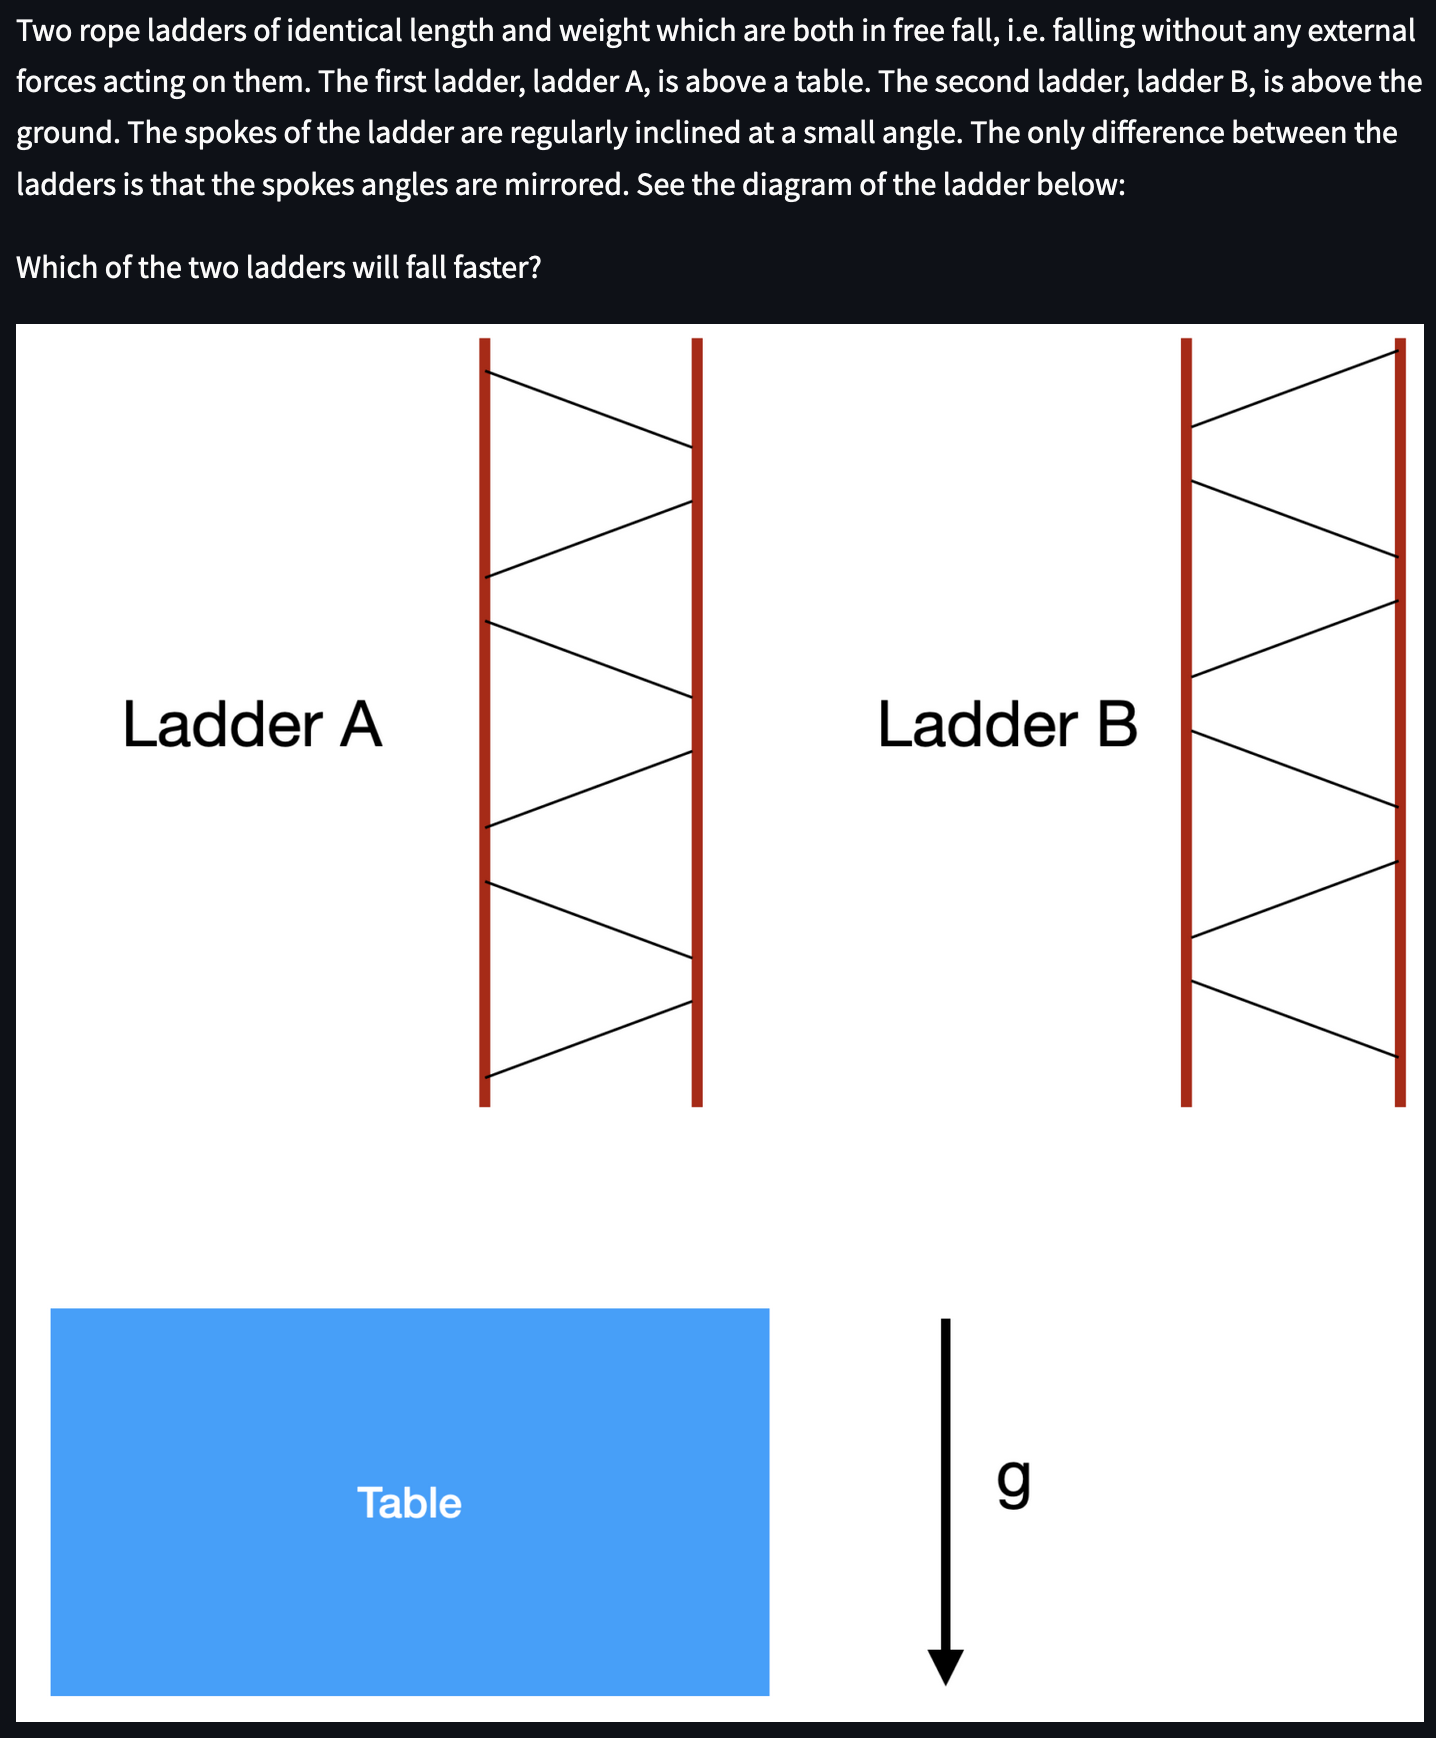 Two rope ladders of identical length and weight which are both in free fall, i.e. falling without any external
forces acting on them. The first ladder, ladder A, is above a table. The second ladder, ladder B, is above the
ground. The spokes of the ladder are regularly inclined at a small angle. The only difference between the
ladders is that the spokes angles are mirrored. See the diagram of the ladder below:
Which of the two ladders will fall faster?
Ladder A
Ladder B
Table
g